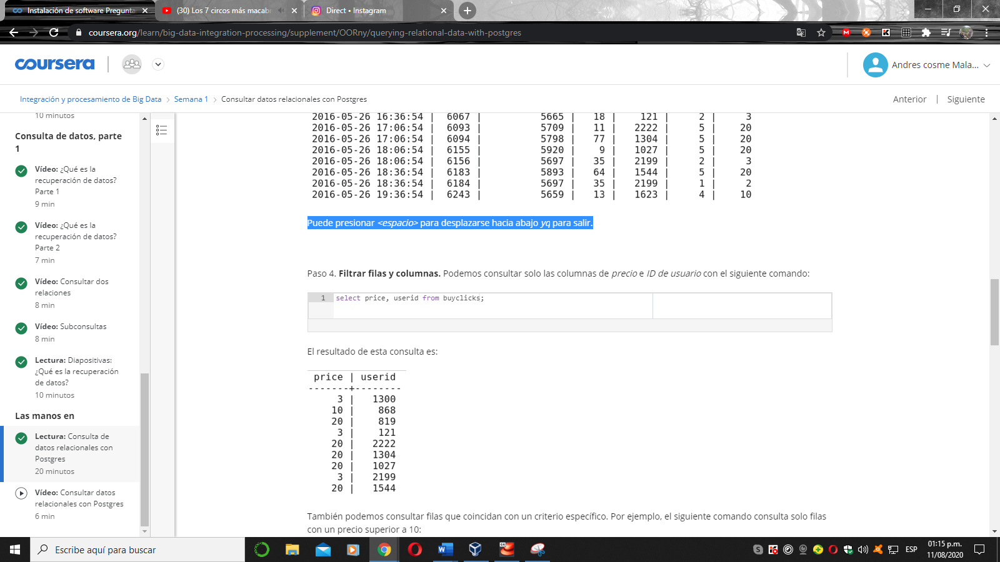 Instalación de software Pregunta
(30) Los 7 circos más macabr
Direct • Instagram
coursera.org/learn/big-data-integration-processing/supplement/OORny/querying-relational-data-with-postgres
coursera
Andres cosme Mala...
Integración y procesamiento de Big Data > Semana 1 > Consultar datos relacionales con Postgres
Anterior | Siguiente
10 minutos
Consulta de datos, parte
1
Vídeo: ¿Qué es la
recuperación de datos?
Parte 1
9 min
Vídeo: ¿Qué es la
recuperación de datos?
Parte 2
7 min
Vídeo: Consultar dos
relaciones
8 min
Vídeo: Subconsultas
8 min
Lectura: Diapositivas:
¿Qué es la recuperación
de datos?
10 minutos
Las manos en
Lectura: Consulta de
datos relacionales con
Postgres
20 minutos
Vídeo: Consultar datos
relacionales con Postgres
6 min
2016-05-26 16:36:54 | 6067 | 5665 | 18 | 121 | 2 | 3
2016-05-26 17:06:54 | 6093 | 5709 | 11 | 2222 | 5 | 20
2016-05-26 17:06:54 | 6094 | 5798 | 77 | 1304 | 5 | 20
2016-05-26 18:06:54 | 6155 | 5920 | 9 | 1027 | 5 | 20
2016-05-26 18:06:54 | 6156 | 5697 | 35 | 2199 | 2 | 3
2016-05-26 18:36:54 | 6183 | 5893 | 64 | 1544 | 5 | 20
2016-05-26 18:36:54 | 6184 | 5697 | 35 | 2199 | 1 | 2
2016-05-26 19:36:54 | 6243 | 5659 | 13 | 1623 | 4 | 10
Puede presionar <espacio> para desplazarse hacia abajo yq para salir.
Paso 4. Filtrar filas y columnas. Podemos consultar solo las columnas de precio e ID de usuario con el siguiente comando:
1 select price, userid from buyclicks;
El resultado de esta consulta es:
price | userid
-------+--------
3 | 1300
10 | 868
20 | 819
3 | 121
20 | 2222
20 | 1304
20 | 1027
3 | 2199
20 | 1544
También podemos consultar filas que coincidan con un criterio específico. Por ejemplo, el siguiente comando consulta solo filas
con un precio superior a 10:
Escribe aquí para buscar
ESP
01:15 p.m.
11/08/2020